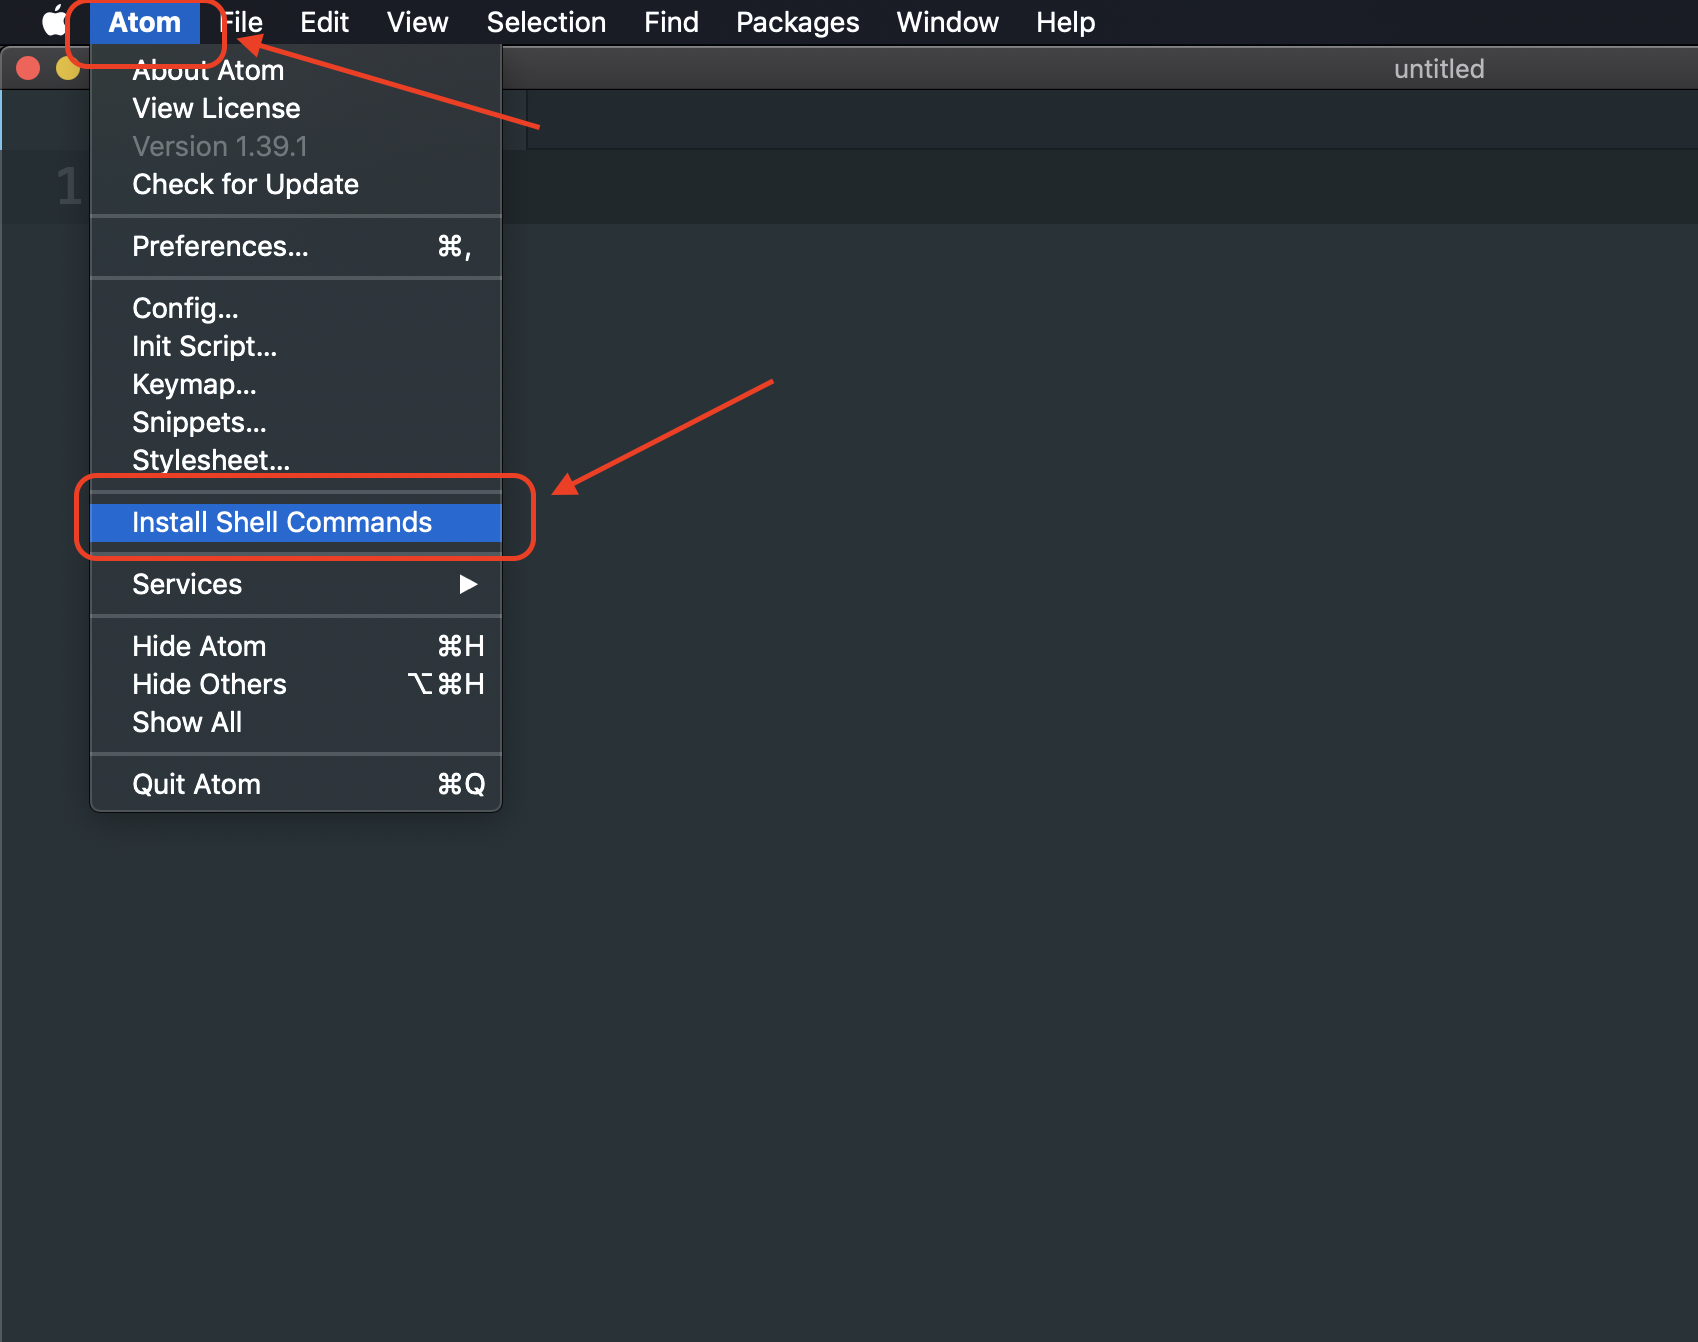 Atom File Edit View Selection Find Packages Window Help
untitled
About Atom
View License
Version 1.39.1
Check for Update
1
Preferences... ⌘,
Config...
Init Script...
Keymap...
Snippets...
Stylesheet...
Install Shell Commands
Services ▶
Hide Atom ⌘H
Hide Others ⌥⌘H
Show All
Quit Atom ⌘Q